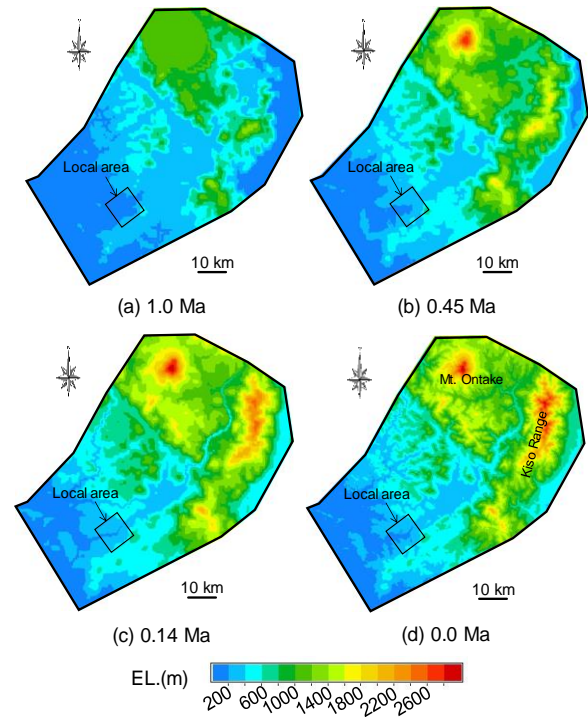 Local area
10 km
(a) 1.0 Ma
Local area
10 km
(b) 0.45 Ma
Local area
10 km
(c) 0.14 Ma
Mt. Ontake
Kiso Range
Local area
10 km
(d) 0.0 Ma
EL.(m)
200 600 1000 1400 1800 2200 2600